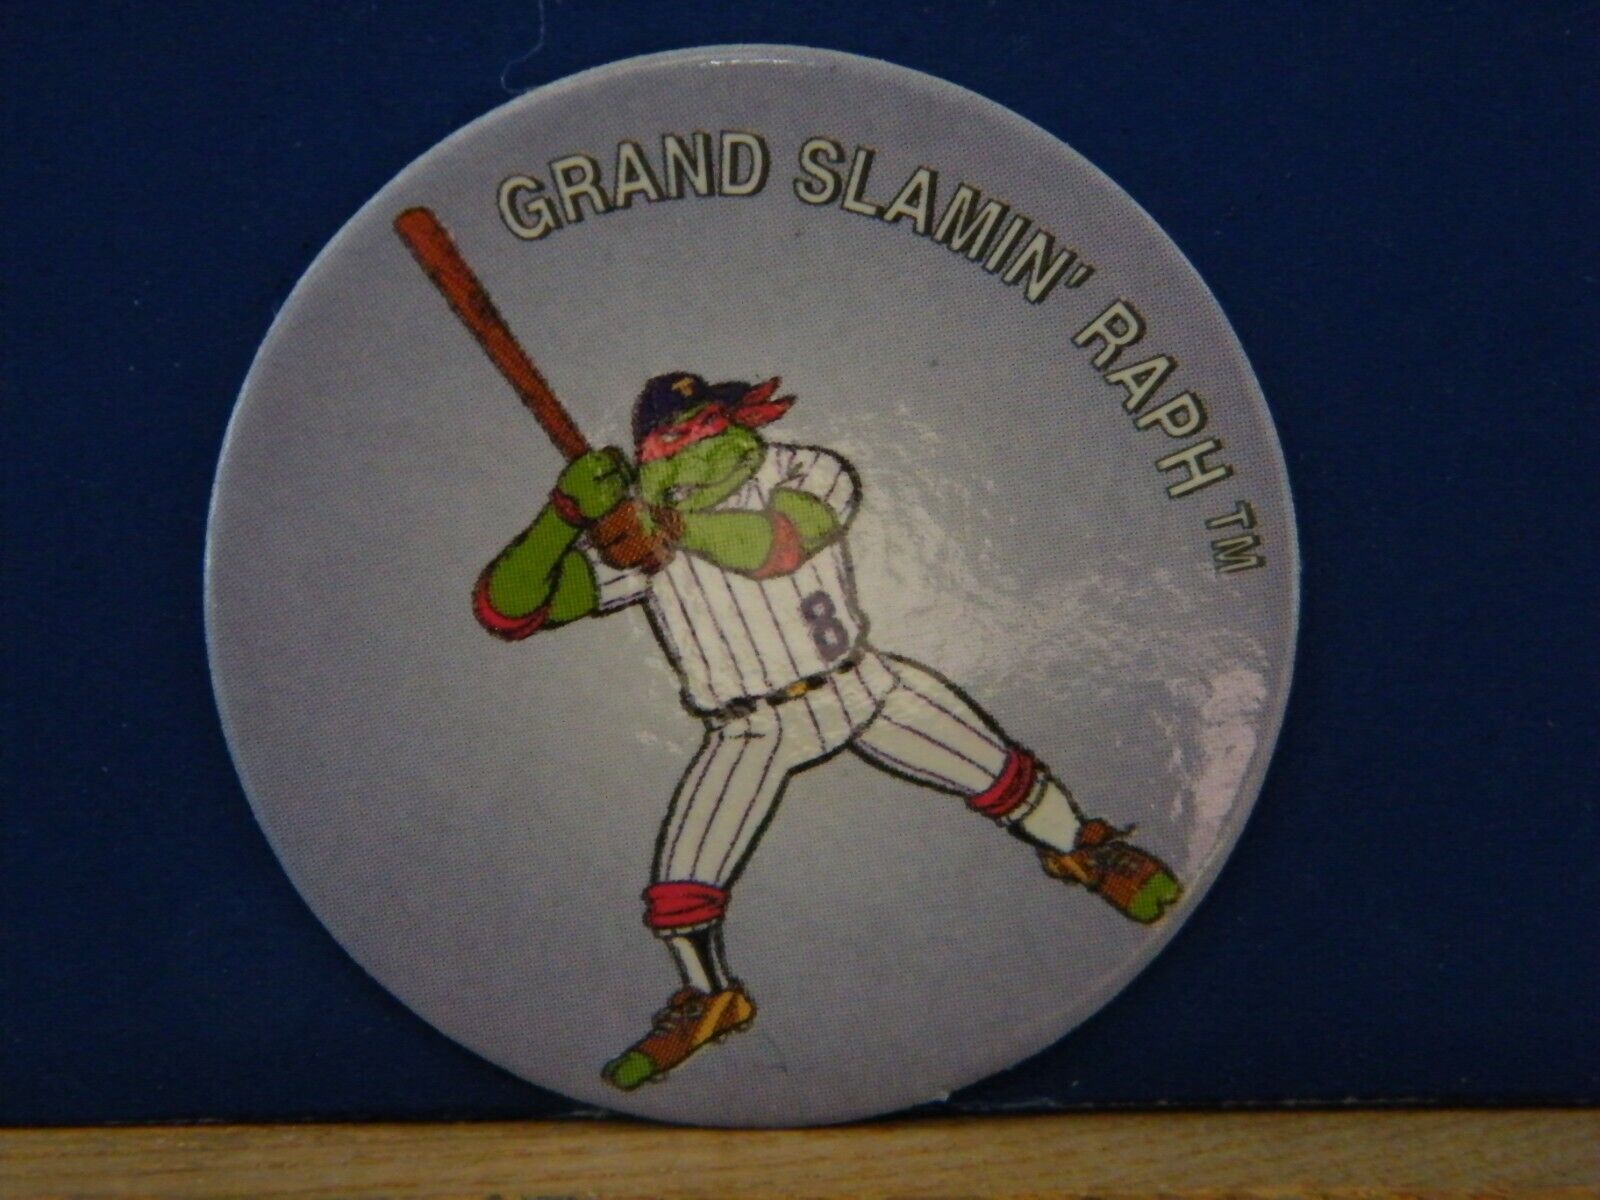 GRAND SLAMIN' RAPH ™
T
8